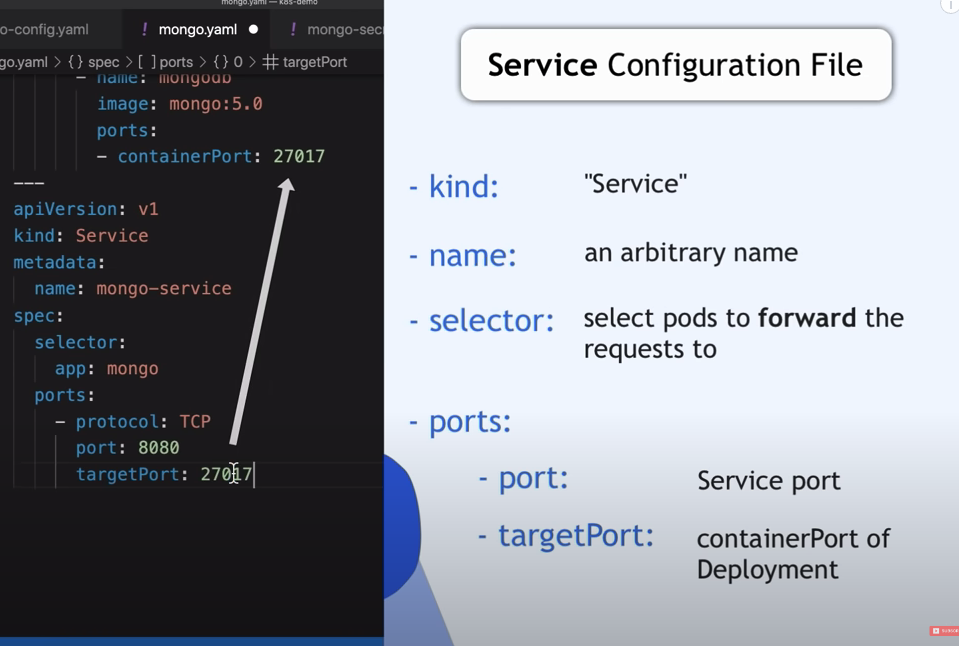 mongo.yaml — k8s-demo
o-config.yaml ! mongo.yaml ● ! mongo-sec
go.yaml > {} spec > [ ] ports > {} 0 > # targetPort
- name: mongodb
image: mongo:5.0
ports:
- containerPort: 27017
---
apiVersion: v1
kind: Service
metadata:
name: mongo-service
spec:
selector:
app: mongo
ports:
- protocol: TCP
port: 8080
targetPort: 27017
Service Configuration File
- kind: "Service"
- name: an arbitrary name
- selector: select pods to forward the
requests to
- ports:
- port: Service port
- targetPort: containerPort of
Deployment